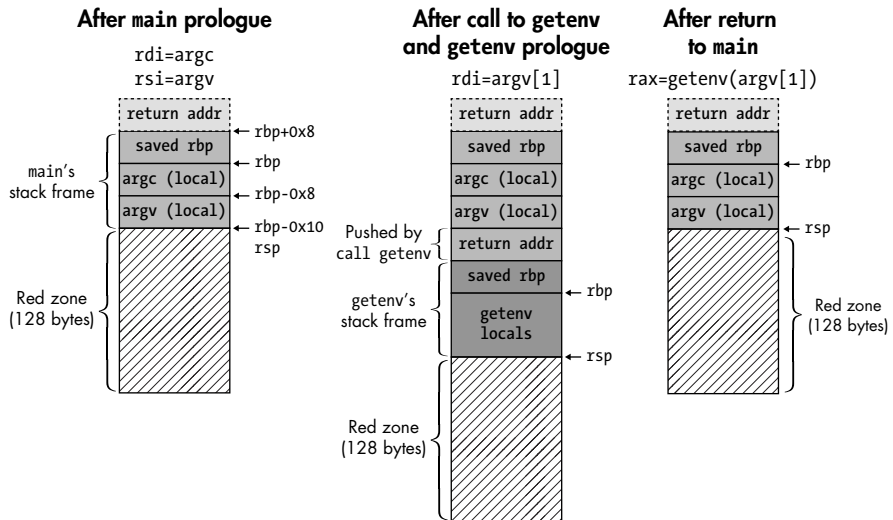 After main prologue
rdi=argc
rsi=argv
return addr
rbp+0x8
saved rbp
rbp
argc (local)
rbp-0x8
argv (local)
rbp-0x10
rsp
main's
stack frame
Red zone
(128 bytes)
After call to getenv
and getenv prologue
rdi=argv[1]
return addr
saved rbp
argc (local)
argv (local)
Pushed by
call getenv
return addr
saved rbp
rbp
getenv's
stack frame
getenv
locals
rsp
Red zone
(128 bytes)
After return
to main
rax=getenv(argv[1])
return addr
saved rbp
rbp
argc (local)
argv (local)
rsp
Red zone
(128 bytes)